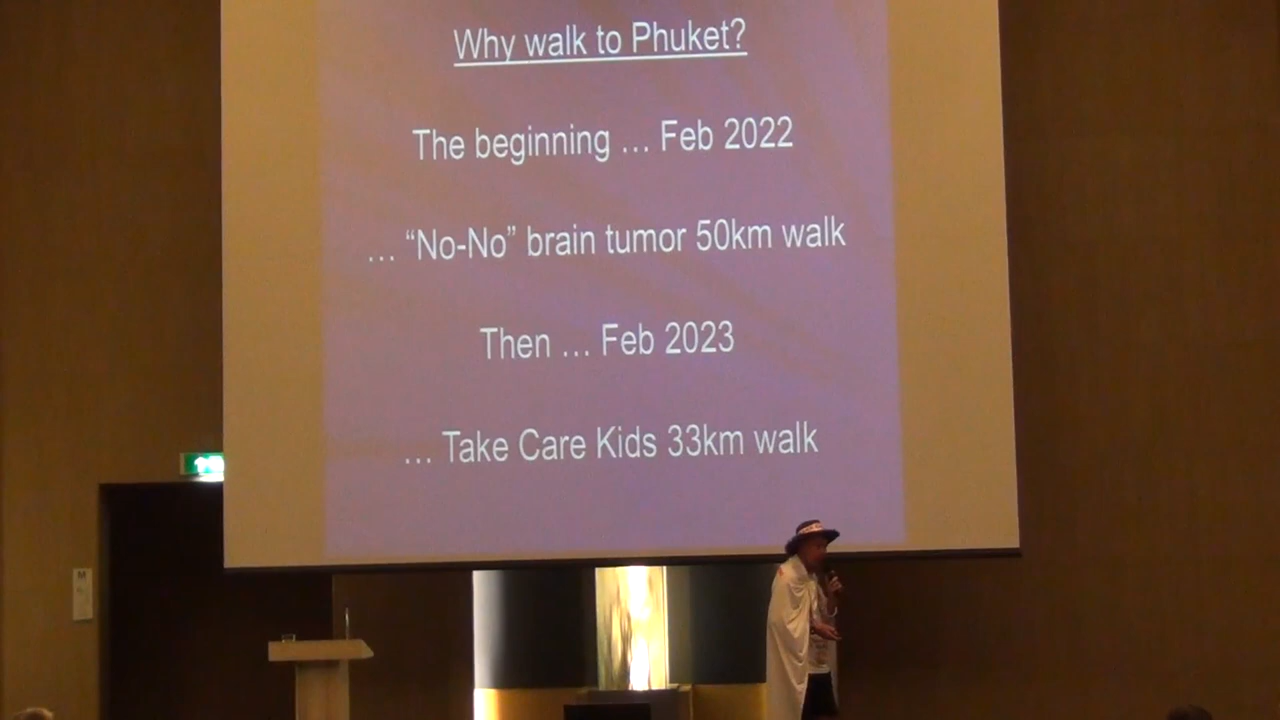 Why walk to Phuket?
The beginning … Feb 2022
… “No-No” brain tumor 50km walk
Then … Feb 2023
… Take Care Kids 33km walk